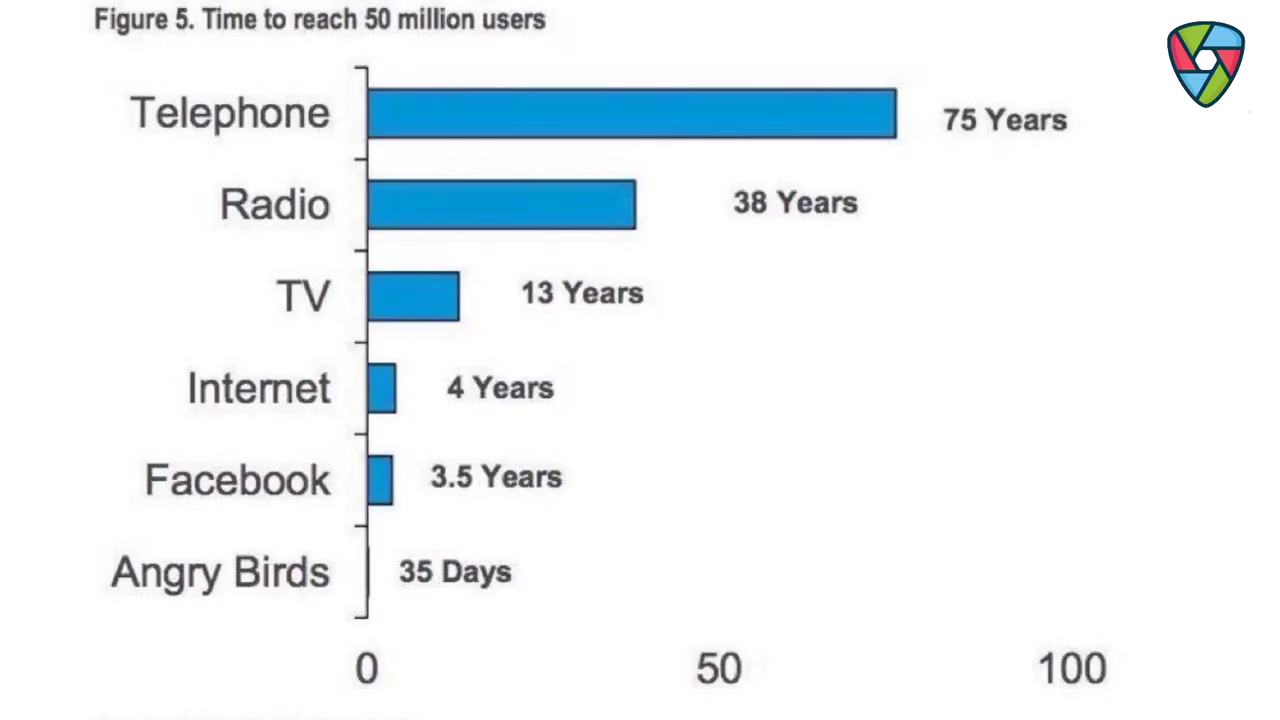 Figure 5. Time to reach 50 million users
Telephone 75 Years
Radio 38 Years
TV 13 Years
Internet 4 Years
Facebook 3.5 Years
Angry Birds 35 Days
0 50 100